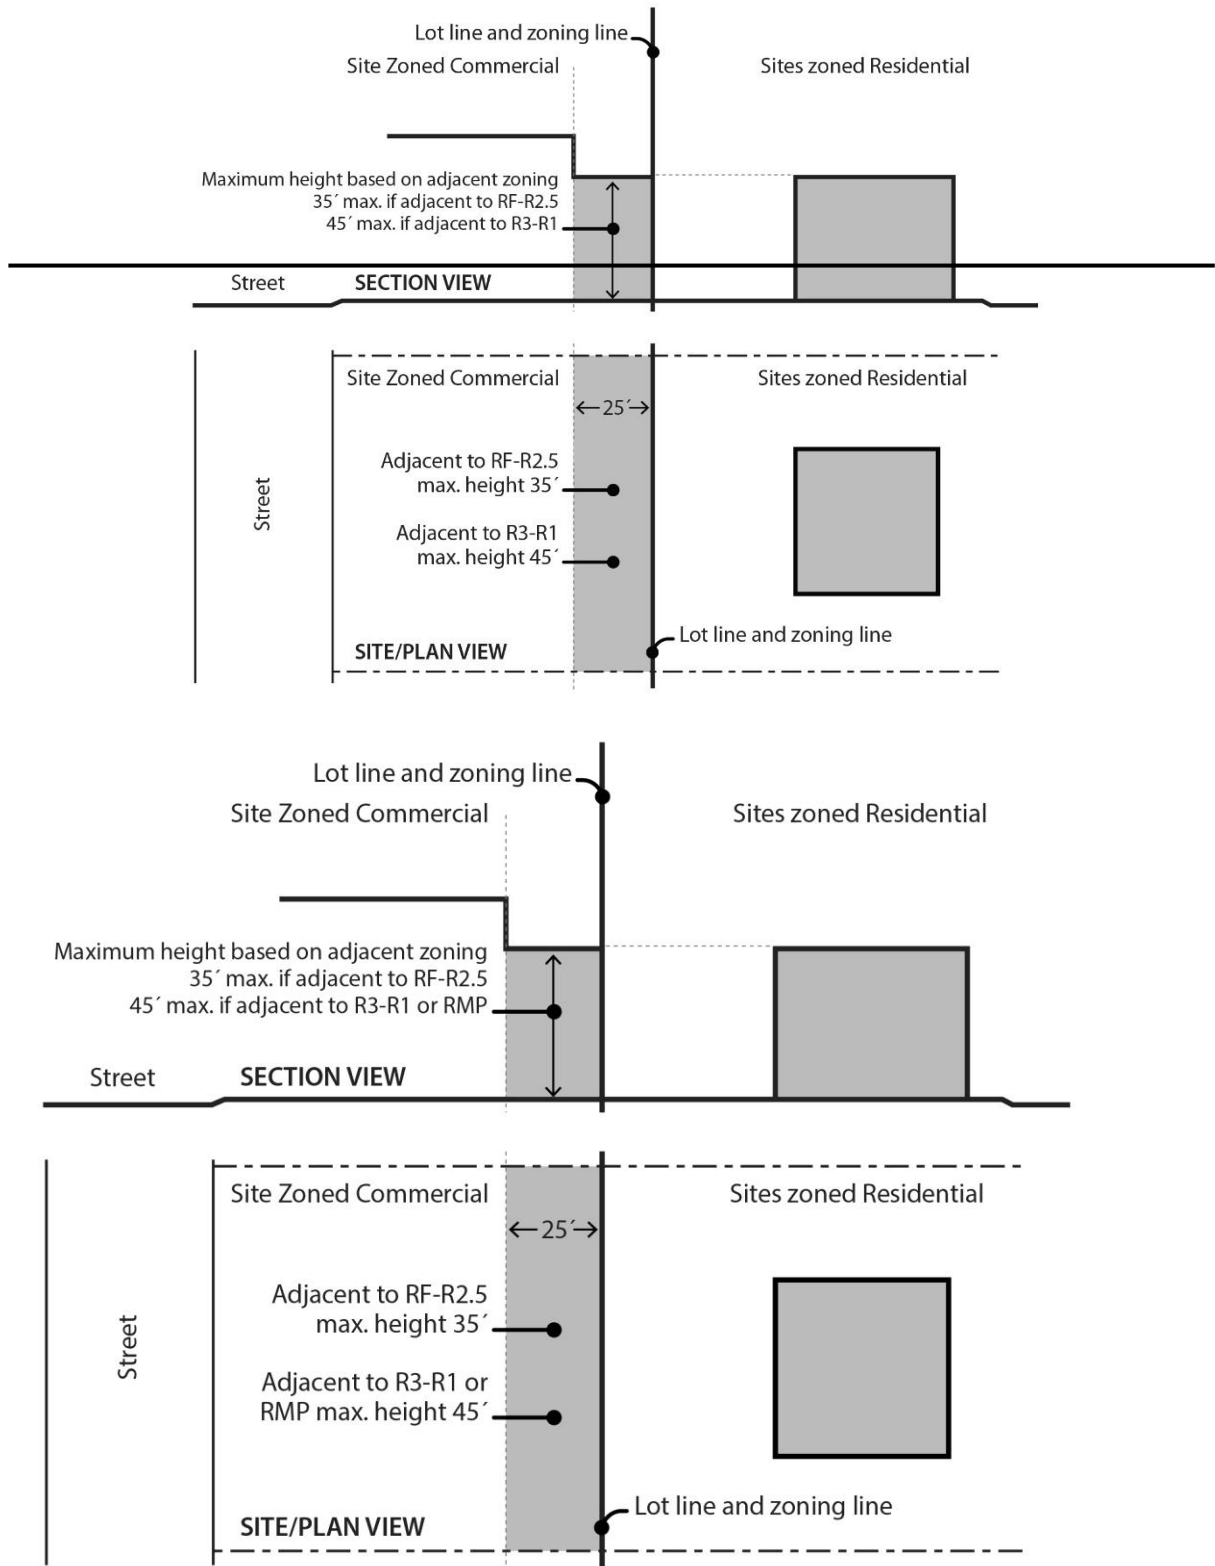 Lot line and zoning line
Site Zoned Commercial
Sites zoned Residential
Maximum height based on adjacent zoning
35´ max. if adjacent to RF-R2.5
45´ max. if adjacent to R3-R1
Street
SECTION VIEW
Site Zoned Commercial
Sites zoned Residential
25´
Adjacent to RF-R2.5
max. height 35´
Street
Adjacent to R3-R1
max. height 45´
Lot line and zoning line
SITE/PLAN VIEW
Lot line and zoning line
Site Zoned Commercial
Sites zoned Residential
Maximum height based on adjacent zoning
35´ max. if adjacent to RF-R2.5
45´ max. if adjacent to R3-R1 or RMP
Street
SECTION VIEW
Site Zoned Commercial
Sites zoned Residential
25´
Adjacent to RF-R2.5
max. height 35´
Street
Adjacent to R3-R1 or
RMP max. height 45´
Lot line and zoning line
SITE/PLAN VIEW